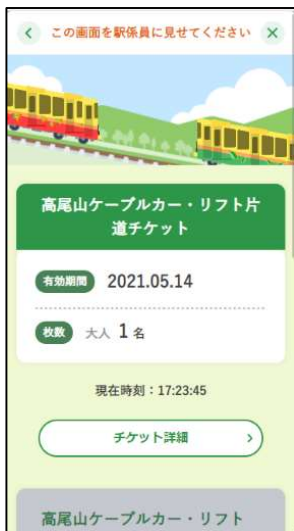 この画面を駅係員に見せてください
高尾山ケーブルカー・リフト片
道チケット
有効期間 2021.05.14
枚数 大人 1 名
現在時刻：17:23:45
チケット詳細
高尾山ケーブルカー・リフト